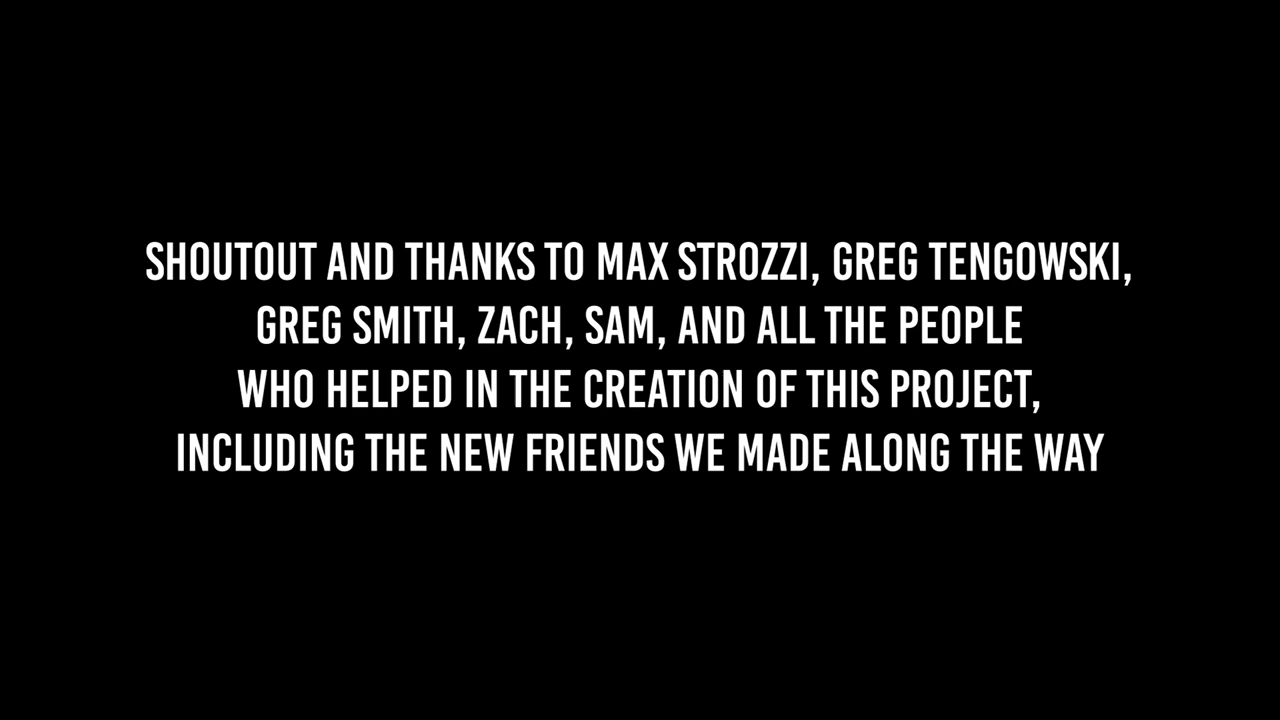 SHOUTOUT AND THANKS TO MAX STROZZI, GREG TENGOWSKI,
GREG SMITH, ZACH, SAM, AND ALL THE PEOPLE
WHO HELPED IN THE CREATION OF THIS PROJECT,
INCLUDING THE NEW FRIENDS WE MADE ALONG THE WAY